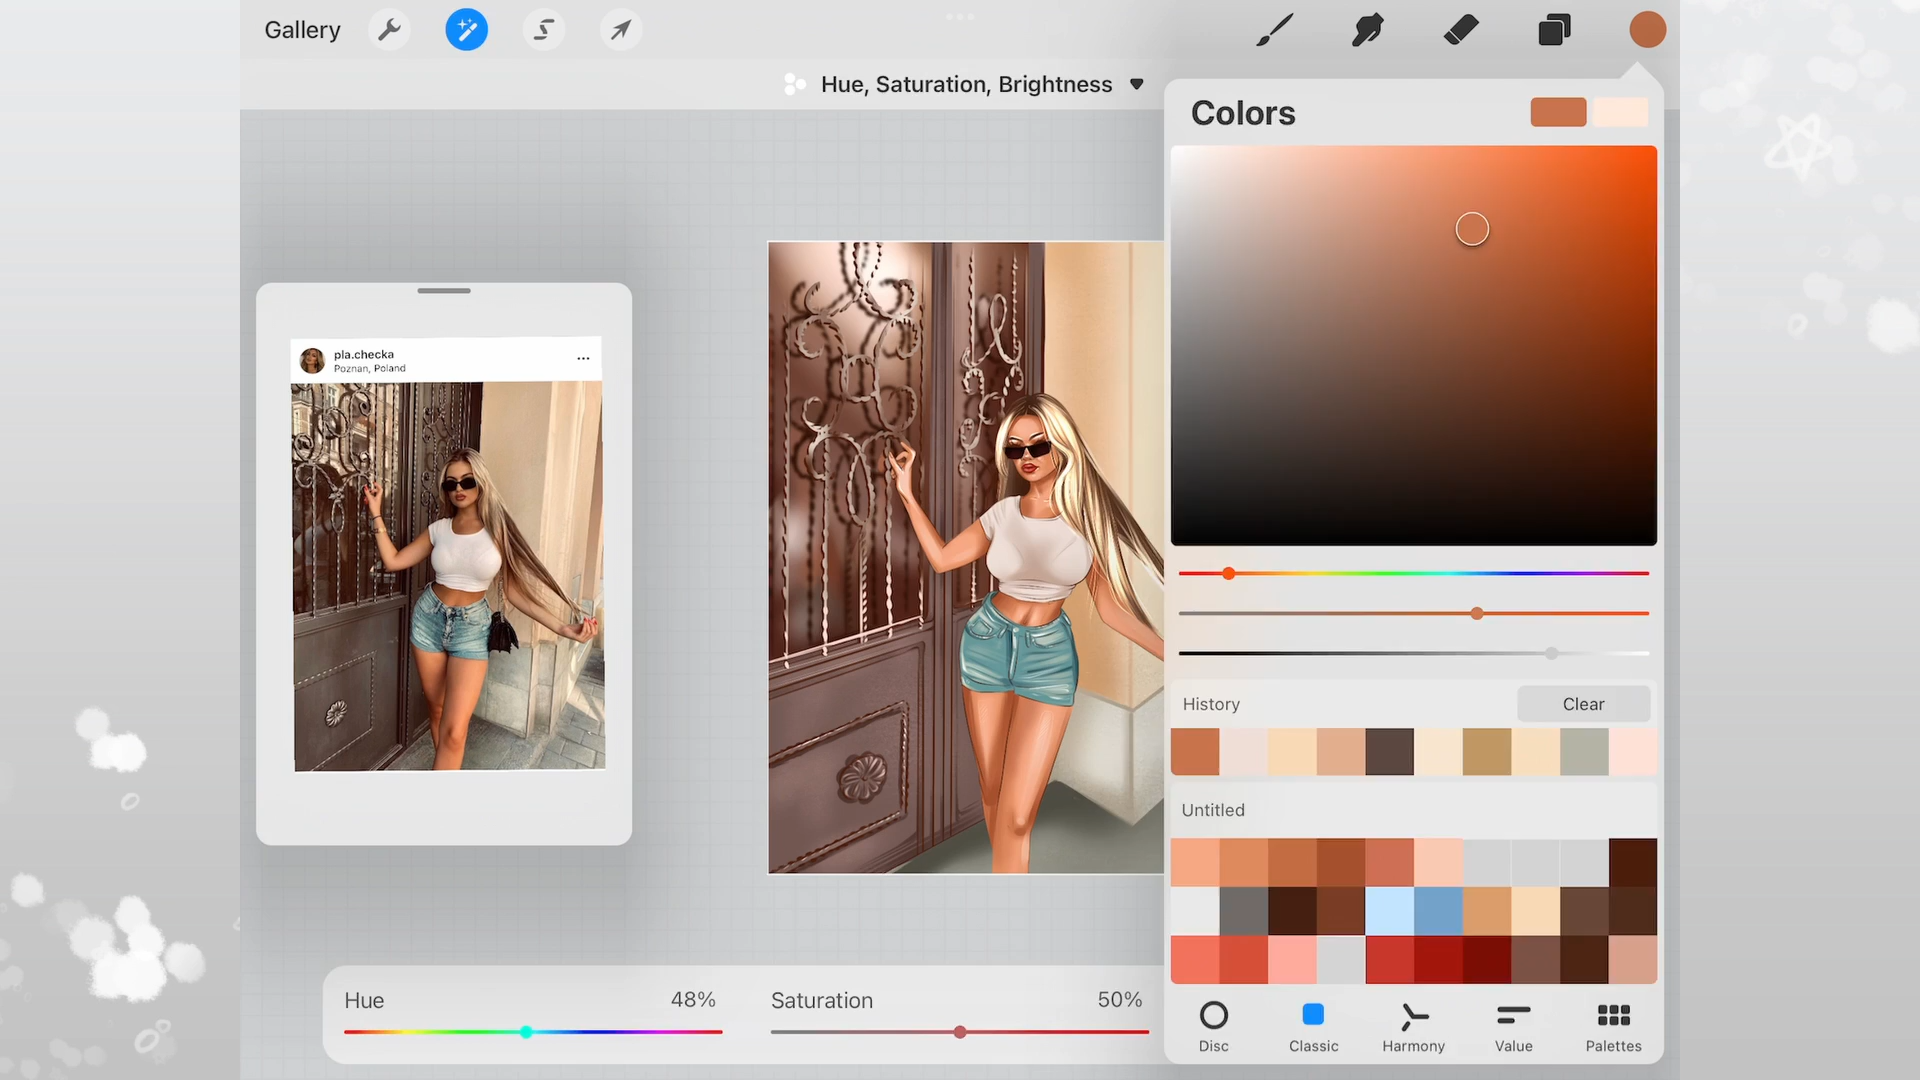 Gallery
Hue, Saturation, Brightness
Colors
pla.checka
Poznan, Poland
History
Clear
Untitled
Hue
48%
Saturation
50%
Disc
Classic
Harmony
Value
Palettes